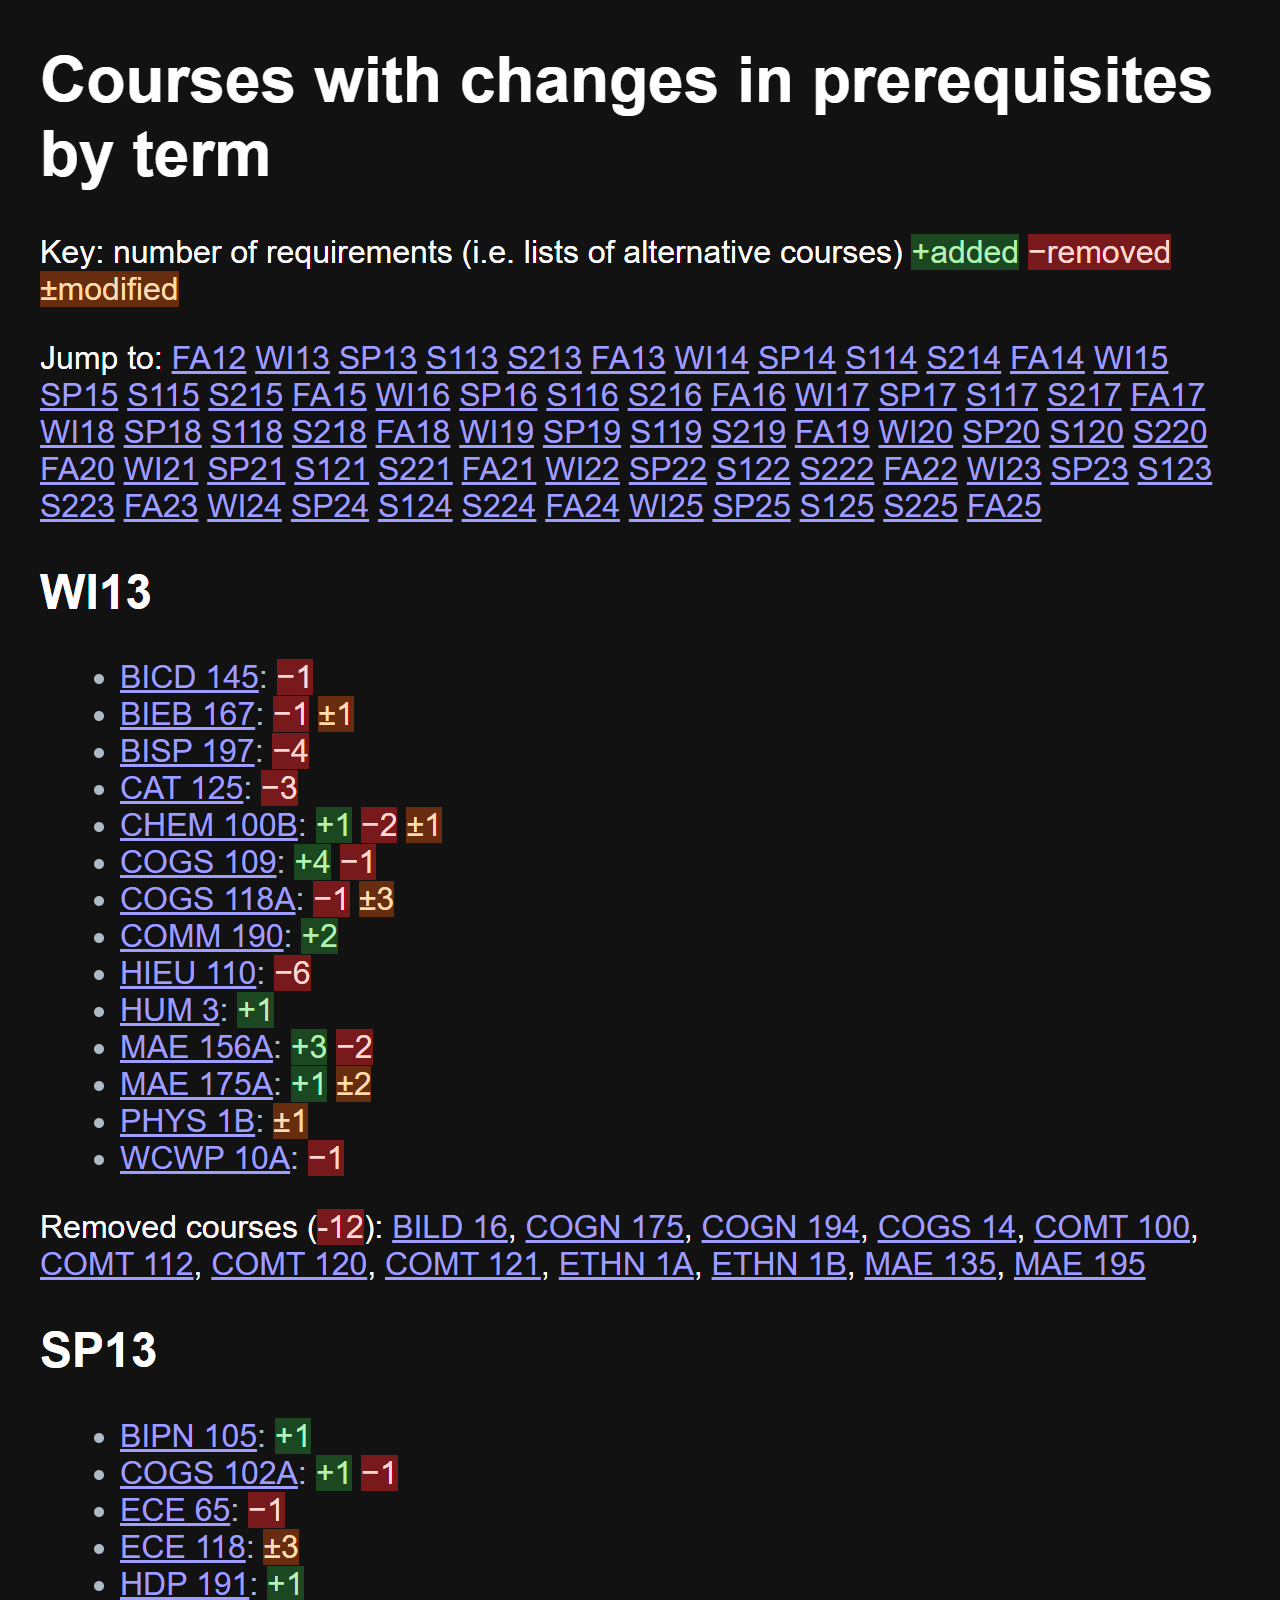 Courses with changes in prerequisites
by term
Key: number of requirements (i.e. lists of alternative courses) +added −removed
±modified
Jump to: FA12 WI13 SP13 S113 S213 FA13 WI14 SP14 S114 S214 FA14 WI15
SP15 S115 S215 FA15 WI16 SP16 S116 S216 FA16 WI17 SP17 S117 S217 FA17
WI18 SP18 S118 S218 FA18 WI19 SP19 S119 S219 FA19 WI20 SP20 S120 S220
FA20 WI21 SP21 S121 S221 FA21 WI22 SP22 S122 S222 FA22 WI23 SP23 S123
S223 FA23 WI24 SP24 S124 S224 FA24 WI25 SP25 S125 S225 FA25
WI13
• BICD 145: −1
• BIEB 167: −1 ±1
• BISP 197: −4
• CAT 125: −3
• CHEM 100B: +1 −2 ±1
• COGS 109: +4 −1
• COGS 118A: −1 ±3
• COMM 190: +2
• HIEU 110: −6
• HUM 3: +1
• MAE 156A: +3 −2
• MAE 175A: +1 ±2
• PHYS 1B: ±1
• WCWP 10A: −1
Removed courses (-12): BILD 16, COGN 175, COGN 194, COGS 14, COMT 100,
COMT 112, COMT 120, COMT 121, ETHN 1A, ETHN 1B, MAE 135, MAE 195
SP13
• BIPN 105: +1
• COGS 102A: +1 −1
• ECE 65: −1
• ECE 118: ±3
• HDP 191: +1